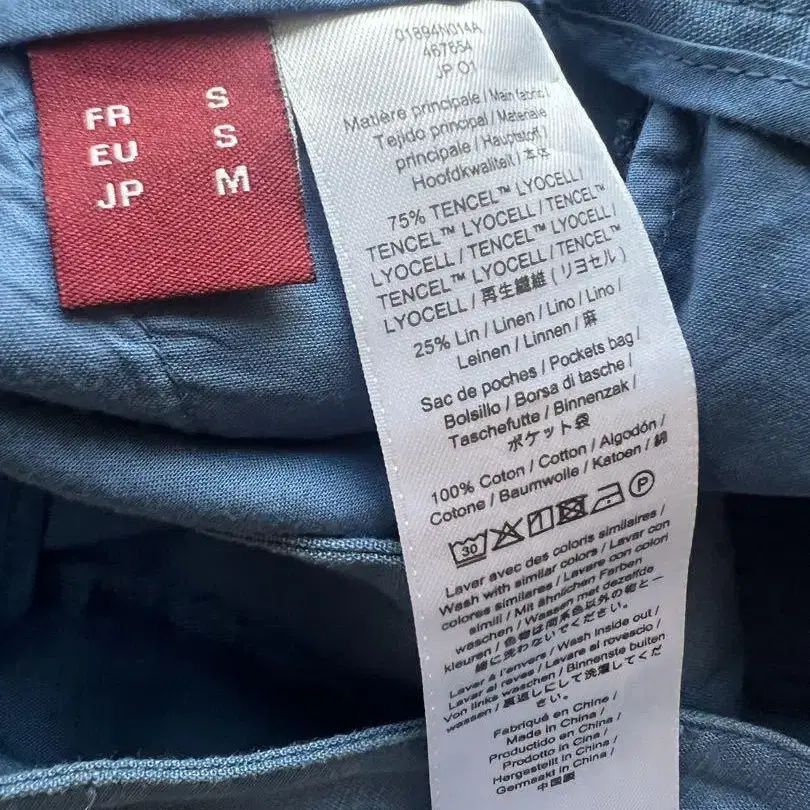 FR S
EU S
JP M
01894N014A
467654
JP O1
Matière principale / Main fabric /
Tejido principal / Materiale
principale / Hauptstoff /
Hoofdkwaliteit / 本体
75% TENCEL™ LYOCELL /
TENCEL™ LYOCELL / TENCEL™
LYOCELL / TENCEL™ LYOCELL /
TENCEL™ LYOCELL / TENCEL™
LYOCELL / 再生繊維 (リヨセル)
25% Lin / Linen / Lino / Lino /
Leinen / Linnen / 麻
Sac de poches / Pockets bag /
Bolsillo / Borsa di tasche /
Taschefutte / Binnenzak /
ポケット袋
100% Coton / Cotton / Algodón /
Cotone / Baumwolle / Katoen / 綿
30 P
Laver avec des coloris similaires /
Wash with similar colors / Lavar con
colores similares / Lavare con colori
simili / Mit ähnlichen Farben
waschen / Wassen met dezelfde
kleuren / 色物は同系色以外の物と一
緒に洗わないでください。
Laver à l'envers / Wash inside out /
Lavar al reves / Lavare al rovescio /
Von links waschen / Binnenste buiten
wassen / 裏返しにして洗濯してくだ
さい。
Fabriqué en Chine /
Made in China /
Producido en China /
Prodotto in Cina /
Hergestellt in China /
Gemaakt in China /
中国製